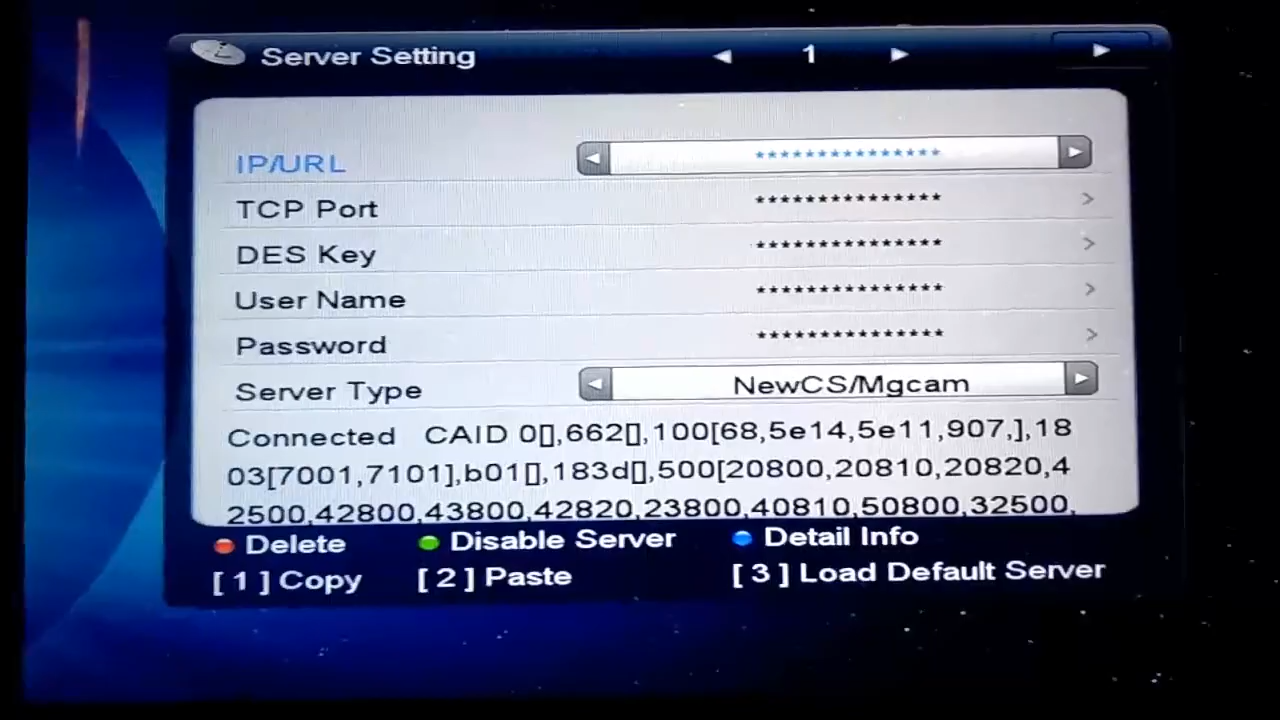 Server Setting ◄ 1 ► ►
IP/URL ◄ *************** ►
TCP Port *************** >
DES Key *************** >
User Name *************** >
Password *************** >
Server Type ◄ NewCS/Mgcam ►
Connected CAID 0[],662[],100[68,5e14,5e11,907,],18
03[7001,7101],b01[],183d[],500[20800,20810,20820,4
2500,42800,43800,42820,23800,40810,50800,32500,
Delete Disable Server Detail Info
[ 1 ] Copy [ 2 ] Paste [ 3 ] Load Default Server